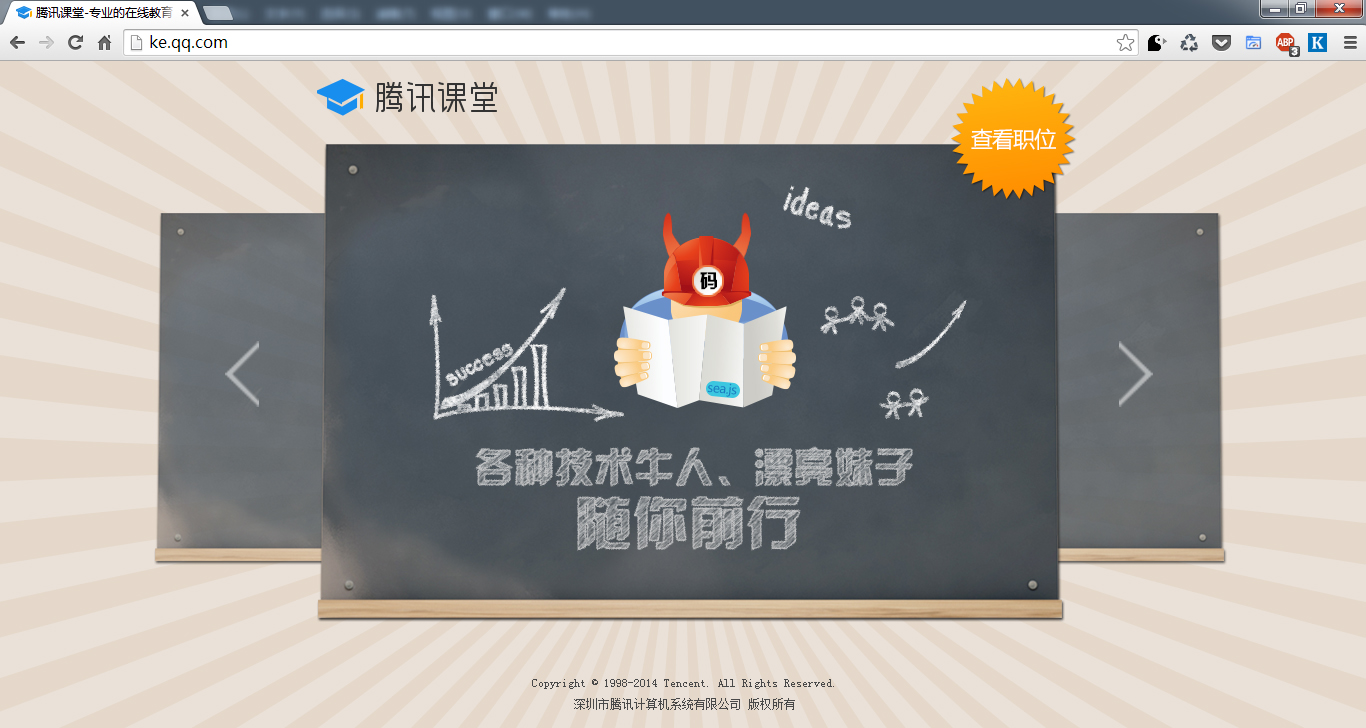 腾讯课堂-专业的在线教育
ke.qq.com
ABP
3
K
腾讯课堂
查看职位
ideas
码
success
sea.js
各种技术牛人、漂亮妹子
随你前行
Copyright © 1998-2014 Tencent. All Rights Reserved.
深圳市腾讯计算机系统有限公司 版权所有